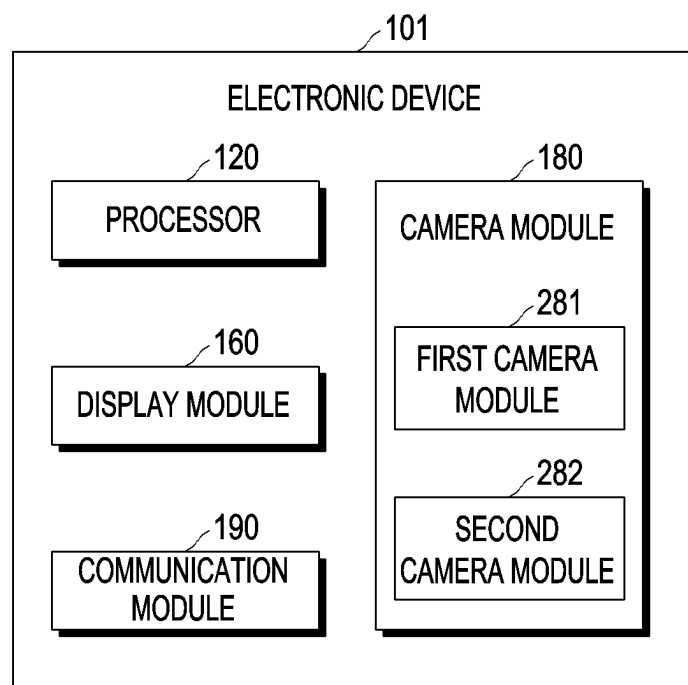 101
ELECTRONIC DEVICE
120
PROCESSOR
160
DISPLAY MODULE
190
COMMUNICATION
MODULE
180
CAMERA MODULE
281
FIRST CAMERA
MODULE
282
SECOND
CAMERA MODULE